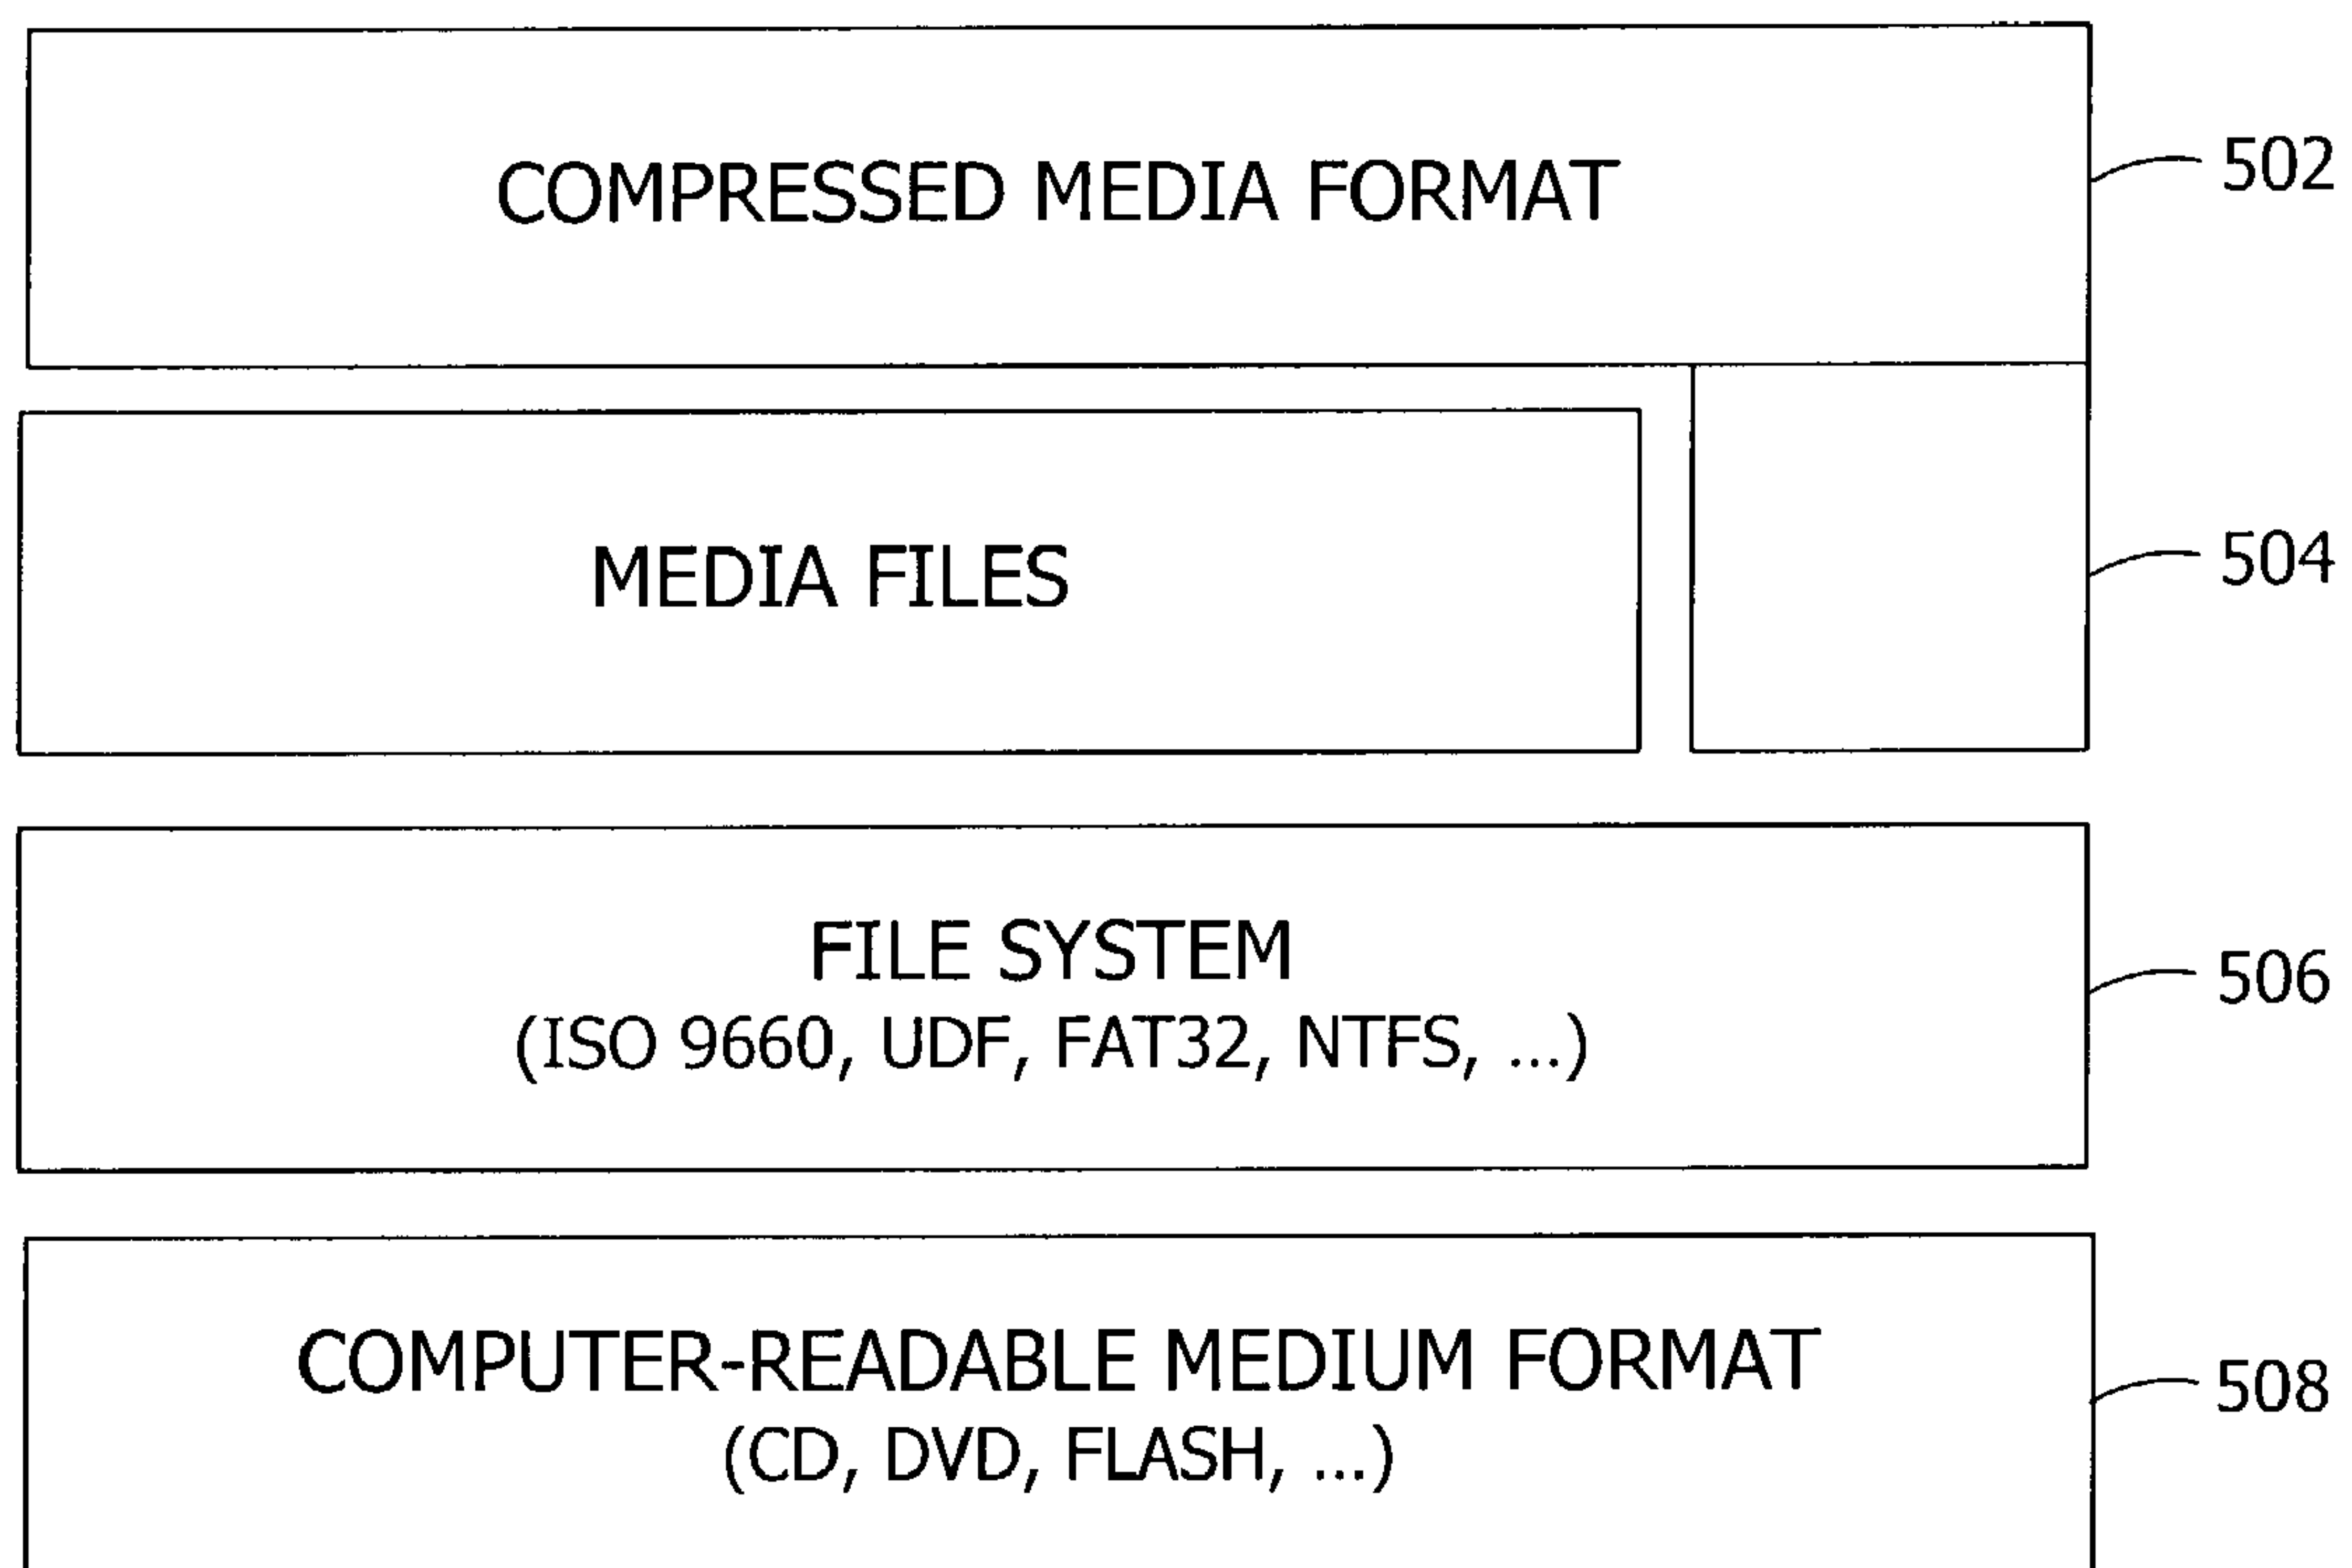 COMPRESSED MEDIA FORMAT
502
MEDIA FILES
504
FILE SYSTEM
506
(ISO 9660, UDF, FAT32, NTFS, ...)
COMPUTER-READABLE MEDIUM FORMAT
508
(CD, DVD, FLASH, ...)